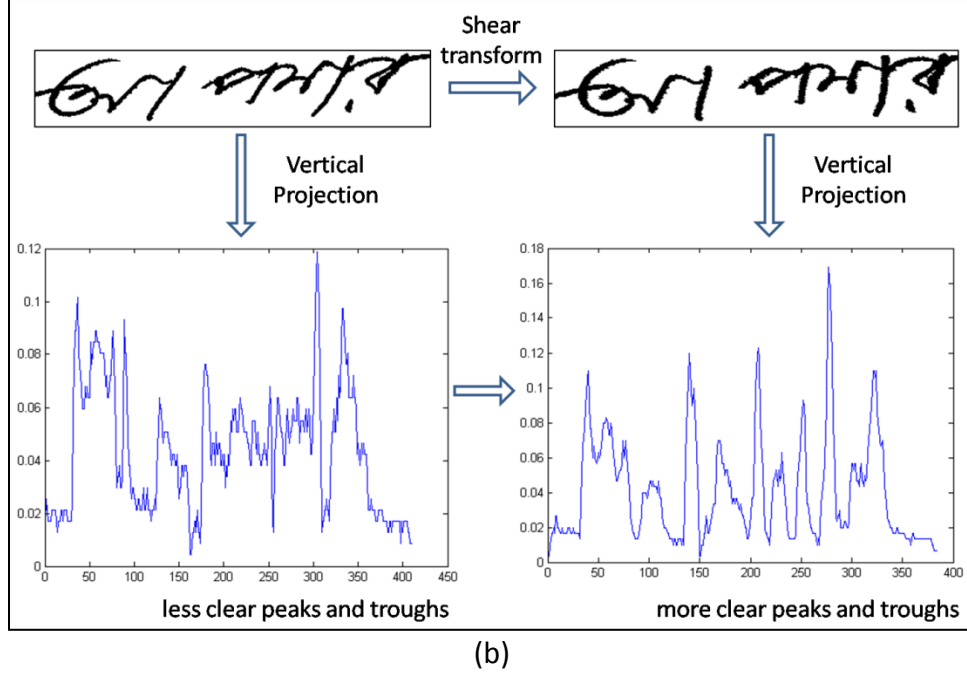 Shear
transform
Vertical
Projection
Vertical
Projection
0.12
0.1
0.08
0.06
0.04
0.02
0
0 50 100 150 200 250 300 350 400 450
less clear peaks and troughs
0.18
0.16
0.14
0.12
0.1
0.08
0.06
0.04
0.02
0
0 50 100 150 200 250 300 350 400
more clear peaks and troughs
(b)